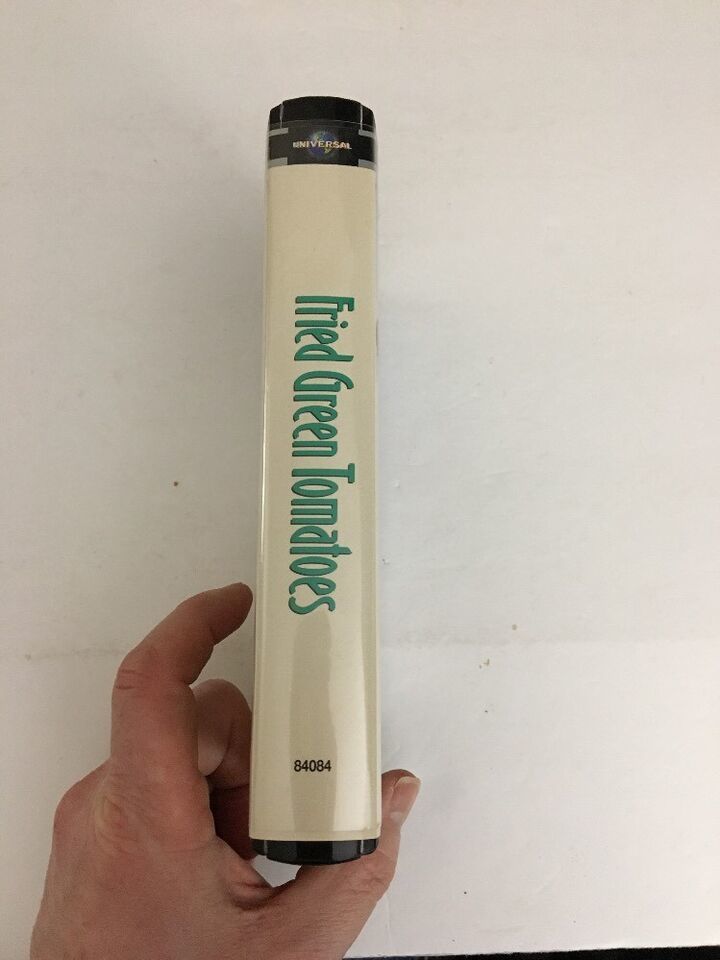 UNIVERSAL
Fried Green Tomatoes
84084